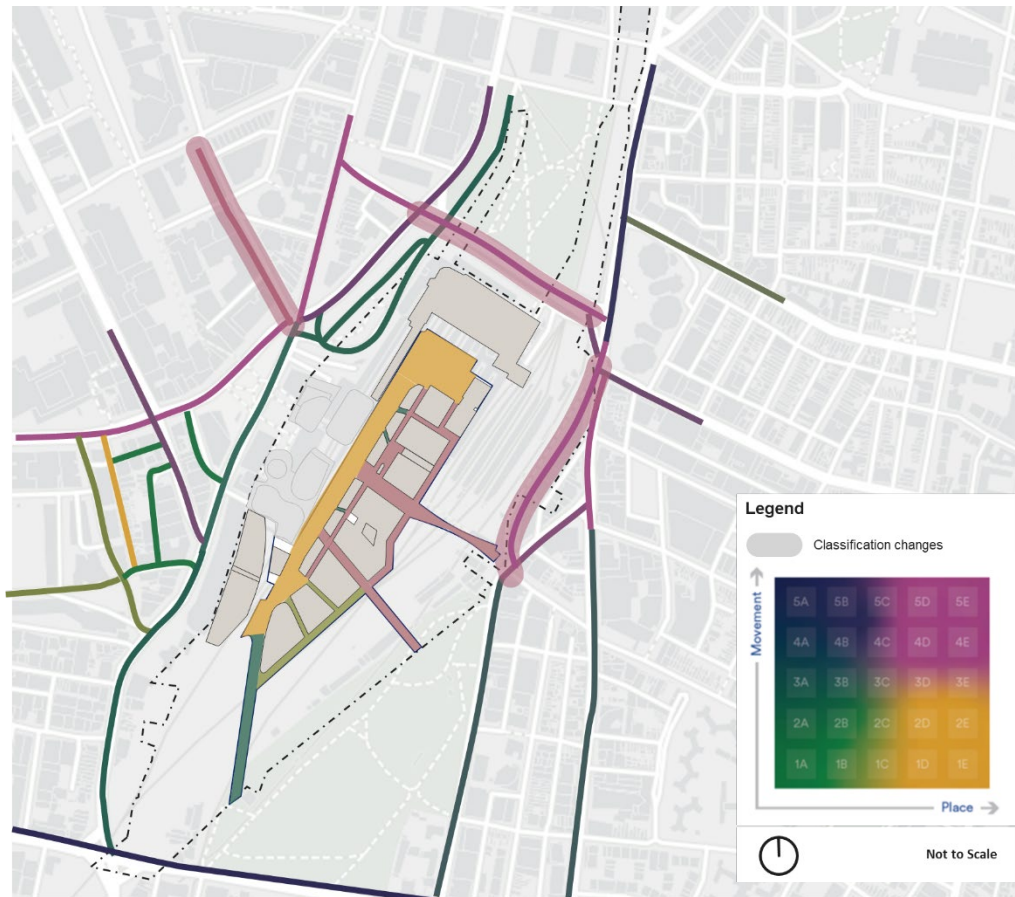 Legend
Classification changes
Movement
5A 5B 5C 5D 5E
4A 4B 4C 4D 4E
3A 3B 3C 3D 3E
2A 2B 2C 2D 2E
1A 1B 1C 1D 1E
Place
Not to Scale